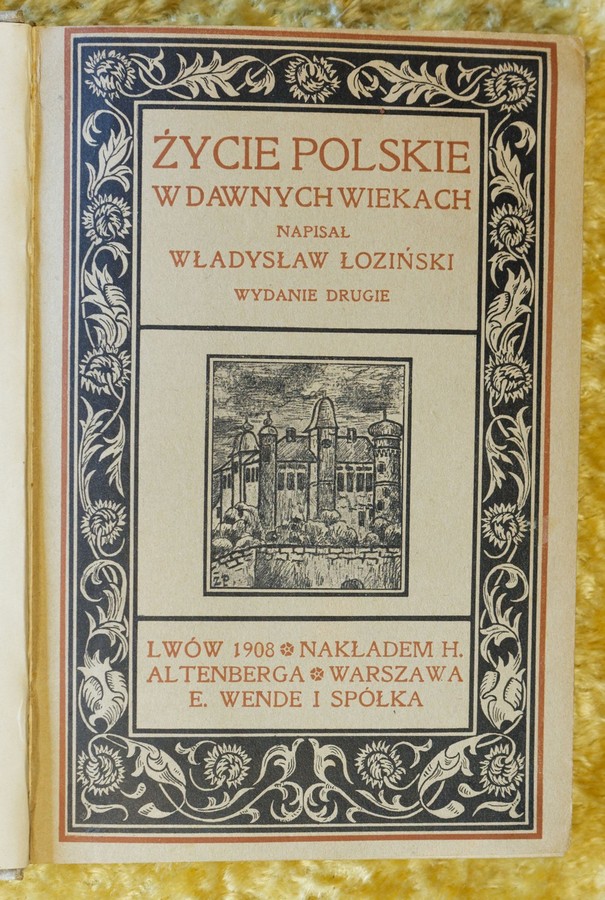 ŻYCIE POLSKIE
W DAWNYCH WIEKACH
NAPISAŁ
WŁADYSŁAW ŁOZIŃSKI
WYDANIE DRUGIE
ZP.
LWÓW 1908 NAKŁADEM H.
ALTENBERGA WARSZAWA
E. WENDE I SPÓŁKA